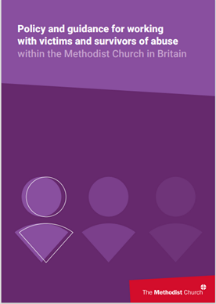 Policy and guidance for working
with victims and survivors of abuse
within the Methodist Church in Britain
The Methodist Church